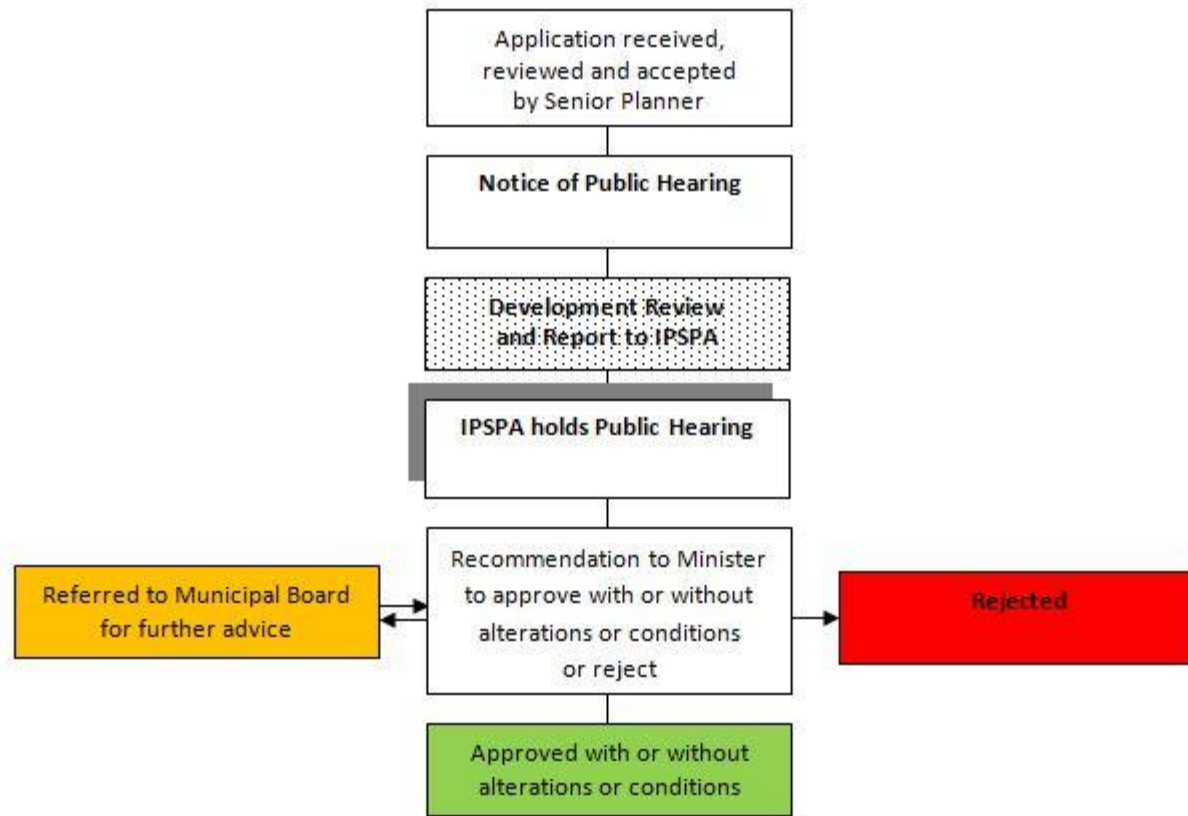 Application received,
reviewed and accepted
by Senior Planner
Notice of Public Hearing
Development Review
and Report to IPSPA
IPSPA holds Public Hearing
Referred to Municipal Board
for further advice
Recommendation to Minister
to approve with or without
alterations or conditions
or reject
Rejected
Approved with or without
alterations or conditions